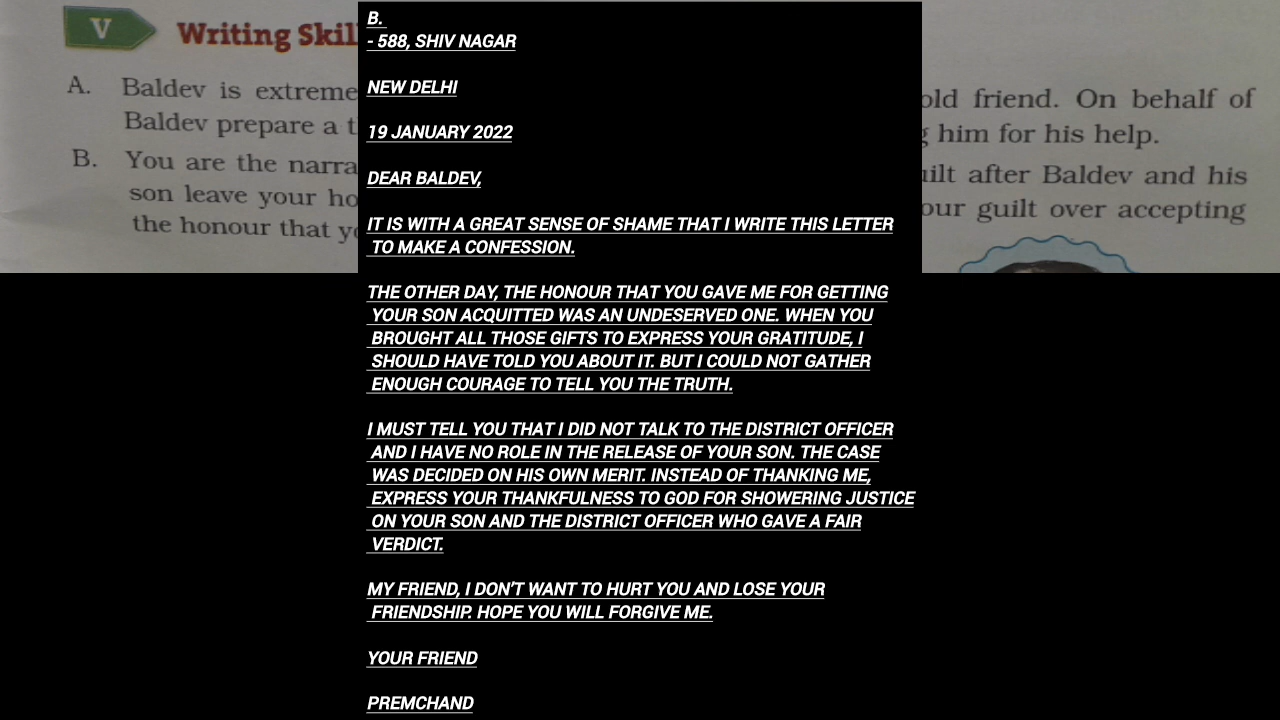 V Writing Skil
A. Baldev is extreme
Baldev prepare a t
B. You are the narra
son leave your ho
the honour that yo
B.
- 588, SHIV NAGAR
NEW DELHI
19 JANUARY 2022
DEAR BALDEV,
IT IS WITH A GREAT SENSE OF SHAME THAT I WRITE THIS LETTER
TO MAKE A CONFESSION.
THE OTHER DAY, THE HONOUR THAT YOU GAVE ME FOR GETTING
YOUR SON ACQUITTED WAS AN UNDESERVED ONE. WHEN YOU
BROUGHT ALL THOSE GIFTS TO EXPRESS YOUR GRATITUDE, I
SHOULD HAVE TOLD YOU ABOUT IT. BUT I COULD NOT GATHER
ENOUGH COURAGE TO TELL YOU THE TRUTH.
I MUST TELL YOU THAT I DID NOT TALK TO THE DISTRICT OFFICER
AND I HAVE NO ROLE IN THE RELEASE OF YOUR SON. THE CASE
WAS DECIDED ON HIS OWN MERIT. INSTEAD OF THANKING ME,
EXPRESS YOUR THANKFULNESS TO GOD FOR SHOWERING JUSTICE
ON YOUR SON AND THE DISTRICT OFFICER WHO GAVE A FAIR
VERDICT.
MY FRIEND, I DON'T WANT TO HURT YOU AND LOSE YOUR
FRIENDSHIP. HOPE YOU WILL FORGIVE ME.
YOUR FRIEND
PREMCHAND
old friend. On behalf of
him for his help.
uilt after Baldev and his
our guilt over accepting